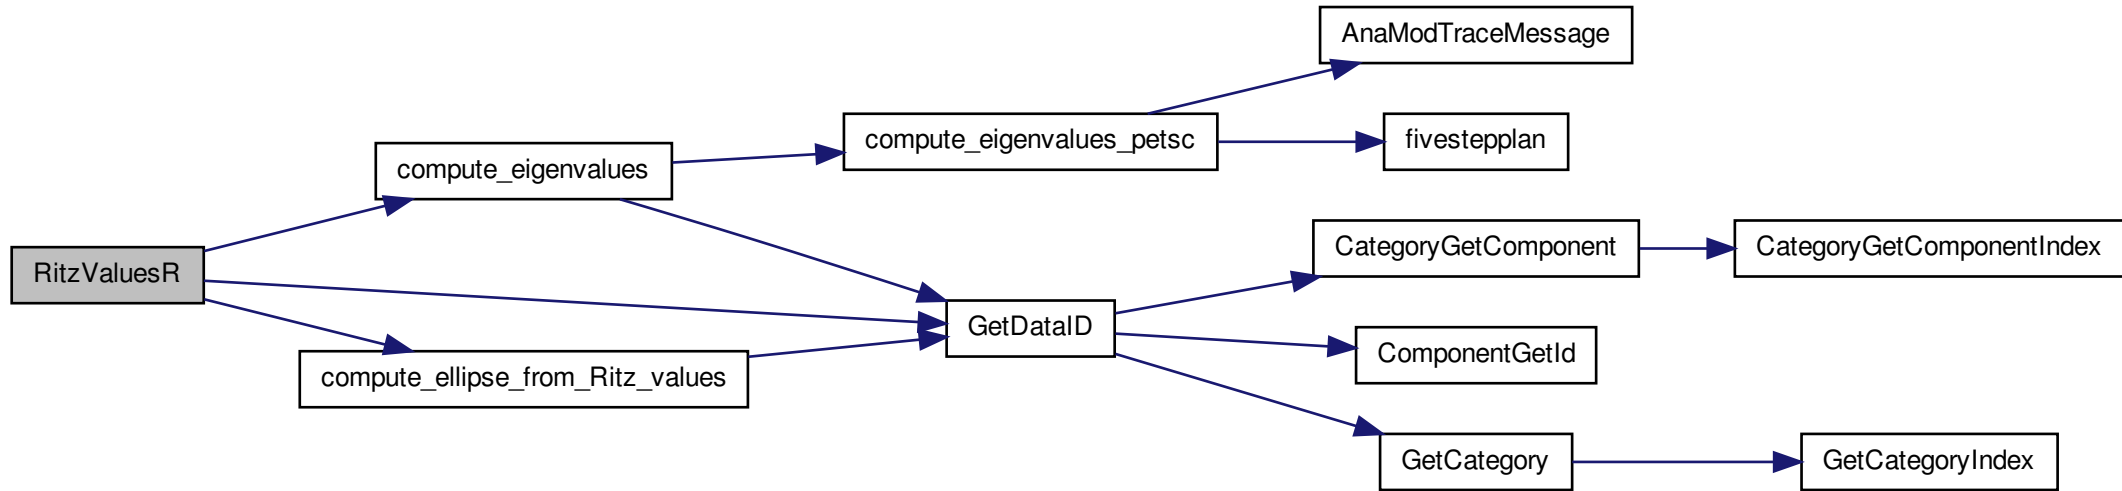 AnaModTraceMessage
compute_eigenvalues_petsc
fivestepplan
compute_eigenvalues
CategoryGetComponent
CategoryGetComponentIndex
RitzValuesR
GetDataID
ComponentGetId
compute_ellipse_from_Ritz_values
GetCategory
GetCategoryIndex